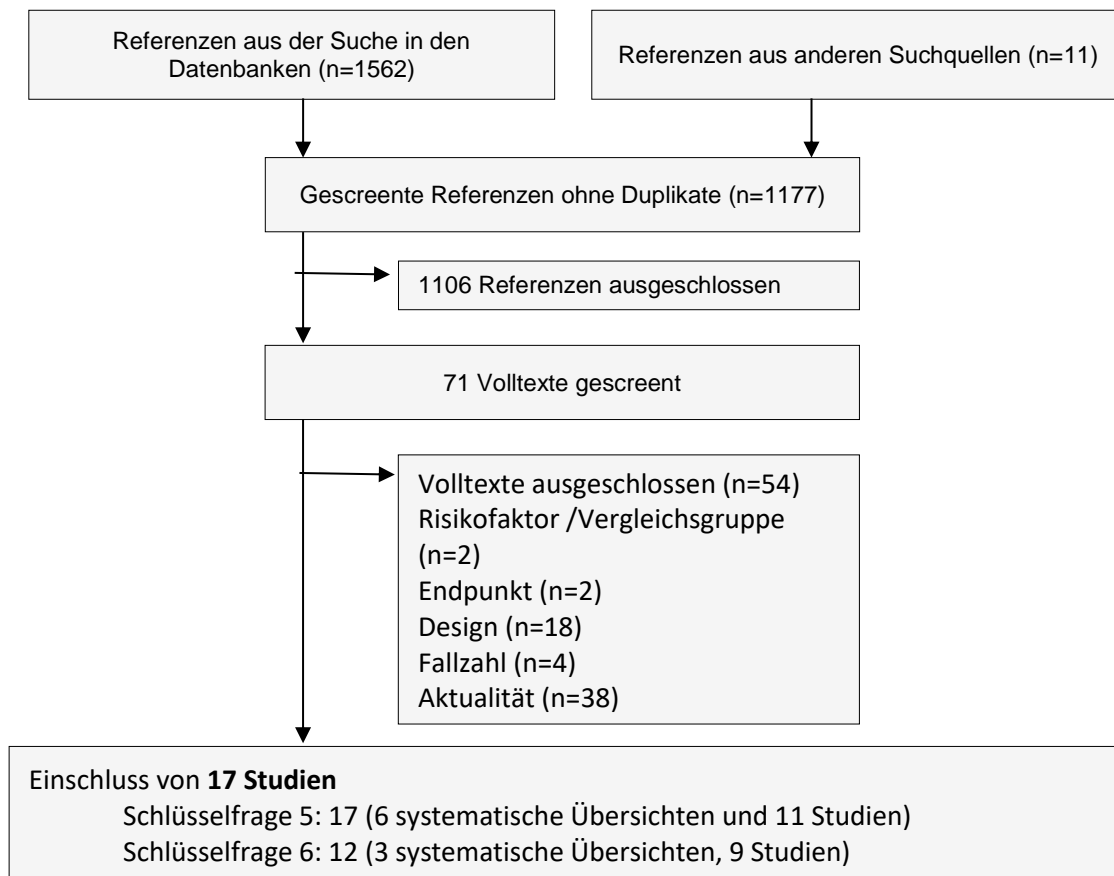 Referenzen aus der Suche in den
Datenbanken (n=1562)
Referenzen aus anderen Suchquellen (n=11)
Gescreente Referenzen ohne Duplikate (n=1177)
1106 Referenzen ausgeschlossen
71 Volltexte gescreent
Volltexte ausgeschlossen (n=54)
Risikofaktor /Vergleichsgruppe
(n=2)
Endpunkt (n=2)
Design (n=18)
Fallzahl (n=4)
Aktualität (n=38)
Einschluss von 17 Studien
Schlüsselfrage 5: 17 (6 systematische Übersichten und 11 Studien)
Schlüsselfrage 6: 12 (3 systematische Übersichten, 9 Studien)